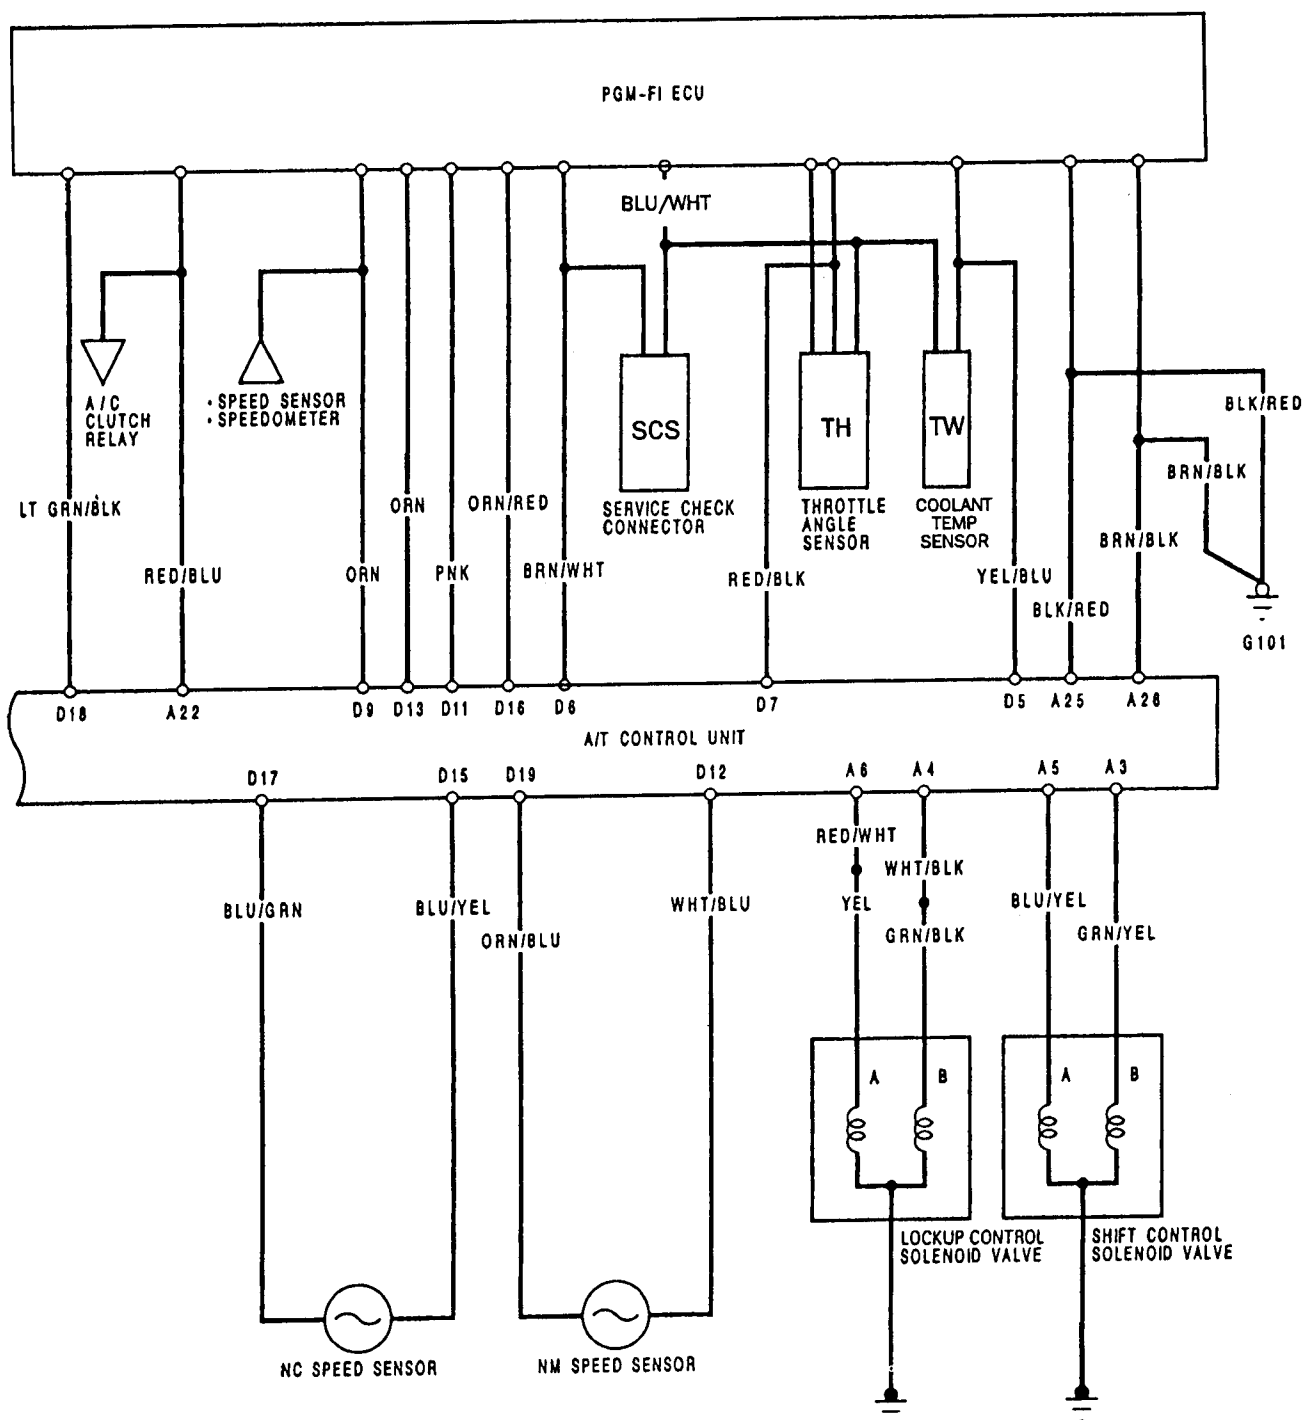 PGM-FI ECU
BLU/WHT
A/C
CLUTCH
RELAY
• SPEED SENSOR
• SPEEDOMETER
SCS
TH
TW
BLK/RED
BRN/BLK
LT GRN/BLK
ORN
ORN/RED
SERVICE CHECK
CONNECTOR
THROTTLE
ANGLE
SENSOR
COOLANT
TEMP
SENSOR
BRN/BLK
RED/BLU
ORN
PNK
BRN/WHT
RED/BLK
YEL/BLU
BLK/RED
G101
D18
A22
D9
D13
D11
D16
D6
D7
D5
A25
A26
A/T CONTROL UNIT
D17
D15
D19
D12
A6
A4
A5
A3
RED/WHT
WHT/BLK
BLU/GRN
BLU/YEL
ORN/BLU
WHT/BLU
YEL
GRN/BLK
BLU/YEL
GRN/YEL
A
B
A
B
LOCKUP CONTROL
SOLENOID VALVE
SHIFT CONTROL
SOLENOID VALVE
NC SPEED SENSOR
NM SPEED SENSOR